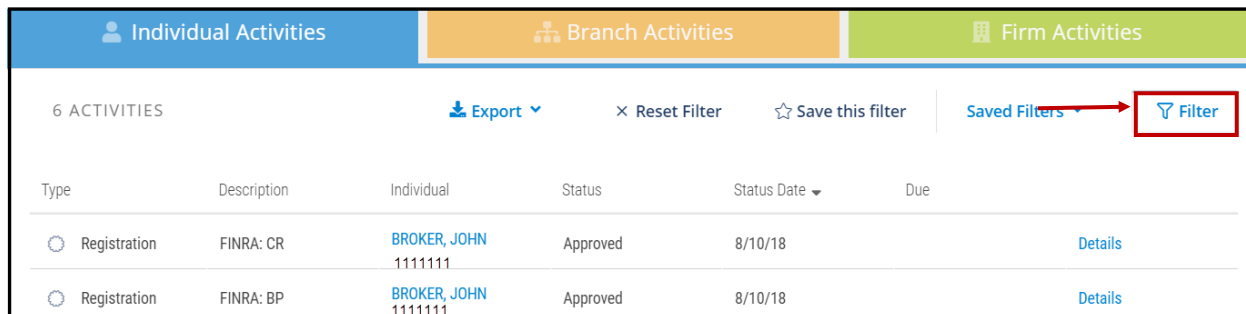 Individual Activities
Branch Activities
Firm Activities
6 ACTIVITIES
Export
× Reset Filter
Save this filter
Saved Filters
Filter
Type Description Individual Status Status Date Due
Registration FINRA: CR BROKER, JOHN Approved 8/10/18 Details
1111111
Registration FINRA: BP BROKER, JOHN Approved 8/10/18 Details
1111111